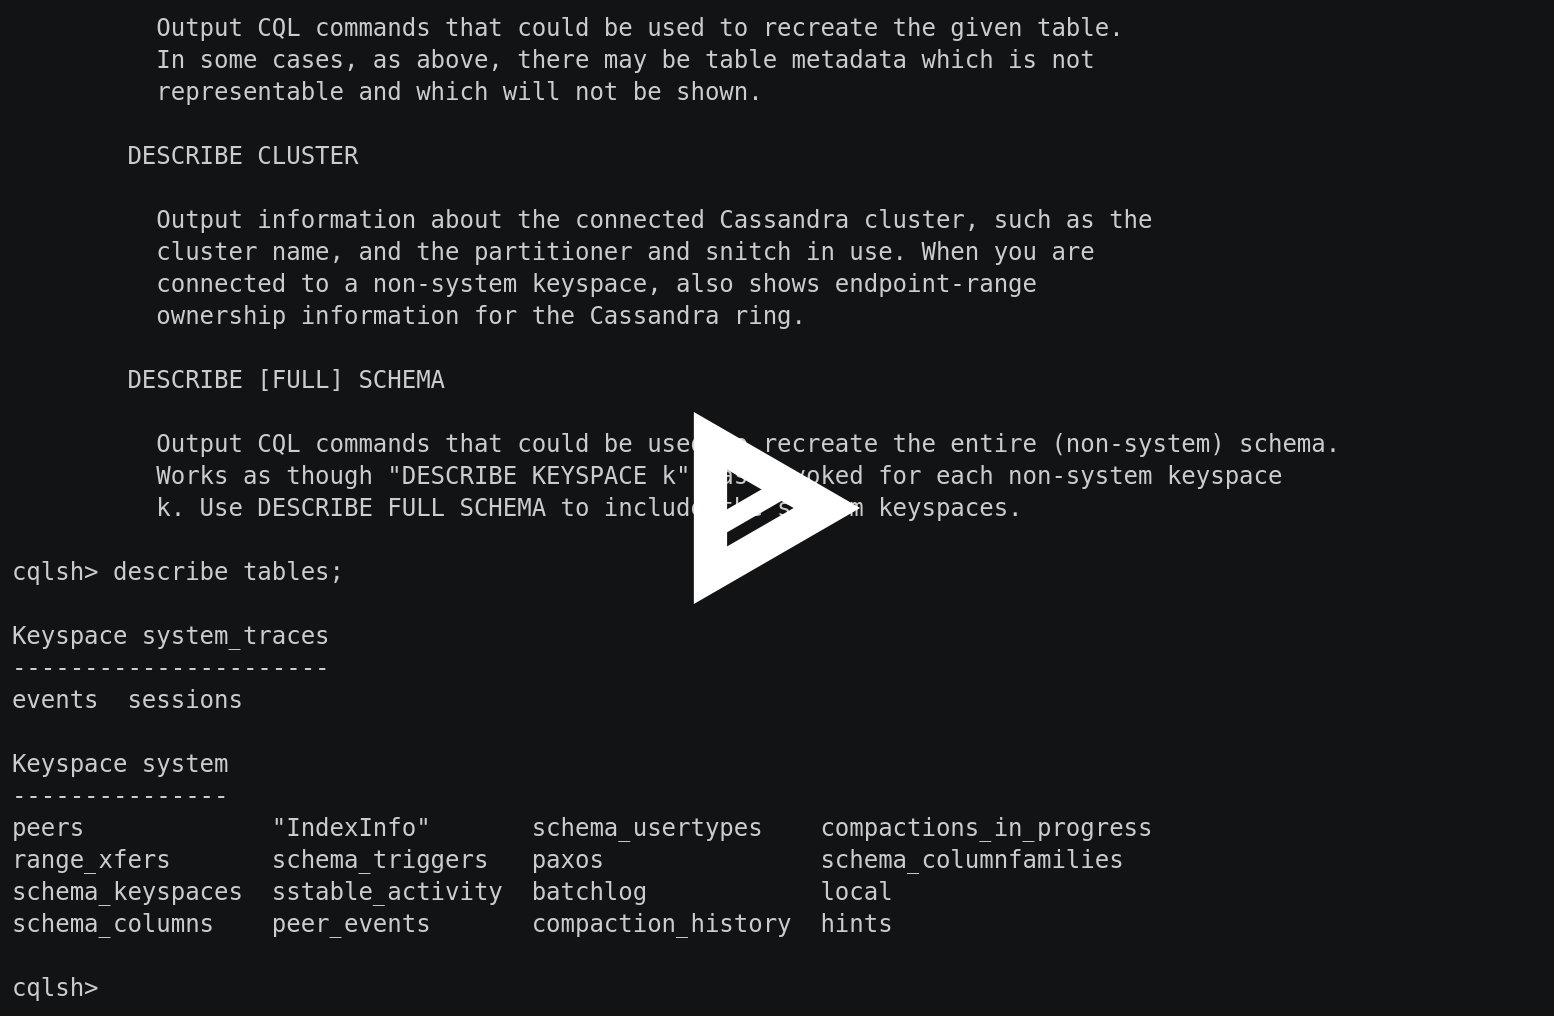 Output CQL commands that could be used to recreate the given table.
In some cases, as above, there may be table metadata which is not
representable and which will not be shown.
DESCRIBE CLUSTER
Output information about the connected Cassandra cluster, such as the
cluster name, and the partitioner and snitch in use. When you are
connected to a non-system keyspace, also shows endpoint-range
ownership information for the Cassandra ring.
DESCRIBE [FULL] SCHEMA
Output CQL commands that could be used recreate the entire (non-system) schema.
Works as though "DESCRIBE KEYSPACE k" for each non-system keyspace
k. Use DESCRIBE FULL SCHEMA to include the system keyspaces.
cqlsh> describe tables;
Keyspace system_traces
----------------------
events  sessions
Keyspace system
---------------
peers             "IndexInfo"       schema_usertypes    compactions_in_progress
range_xfers       schema_triggers   paxos               schema_columnfamilies
schema_keyspaces  sstable_activity  batchlog            local
schema_columns    peer_events       compaction_history  hints
cqlsh>